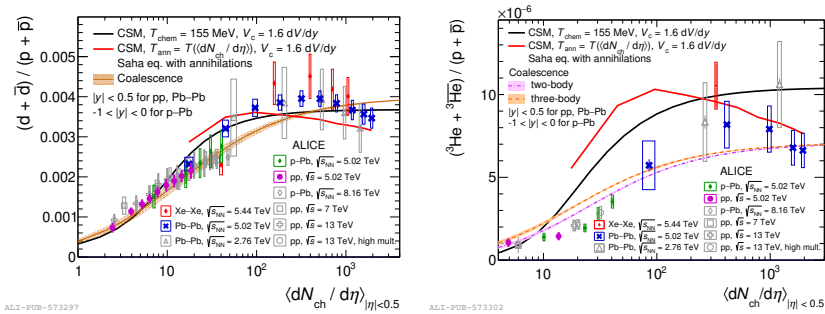 CSM, T_chem = 155 MeV, V_c = 1.6 dV/dy
CSM, T_ann = T(⟨dN_ch / dη⟩), V_c = 1.6 dV/dy
Saha eq. with annihilations
Coalescence
|y| < 0.5 for pp, Pb–Pb
-1 < |y| < 0 for p–Pb
ALICE
p–Pb, √s_NN = 5.02 TeV
pp, √s = 5.02 TeV
p–Pb, √s_NN = 8.16 TeV
Xe–Xe, √s_NN = 5.44 TeV
pp, √s = 7 TeV
Pb–Pb, √s_NN = 5.02 TeV
pp, √s = 13 TeV
Pb–Pb, √s_NN = 2.76 TeV
pp, √s = 13 TeV, high mult.
(d + d̅) / (p + p̅)
0.006
0.005
0.004
0.003
0.002
0.001
0.000
1 10 10² 10³
⟨dN_ch / dη⟩_|η|<0.5
ALI-PUB-573297
×10⁻⁶
CSM, T_chem = 155 MeV, V_c = 1.6 dV/dy
CSM, T_ann = T(⟨dN_ch / dη⟩), V_c = 1.6 dV/dy
Saha eq. with annihilations
Coalescence
two-body
three-body
|y| < 0.5 for pp, Pb–Pb
-1 < |y| < 0 for p–Pb
ALICE
p–Pb, √s_NN = 5.02 TeV
pp, √s = 5.02 TeV
p–Pb, √s_NN = 8.16 TeV
Xe–Xe, √s_NN = 5.44 TeV
pp, √s = 7 TeV
Pb–Pb, √s_NN = 5.02 TeV
pp, √s = 13 TeV
Pb–Pb, √s_NN = 2.76 TeV
pp, √s = 13 TeV, high mult.
(³He + ³H̅e̅) / (p + p̅)
10
5
0
10 10² 10³
⟨dN_ch / dη⟩_|η|<0.5
ALI-PUB-573302